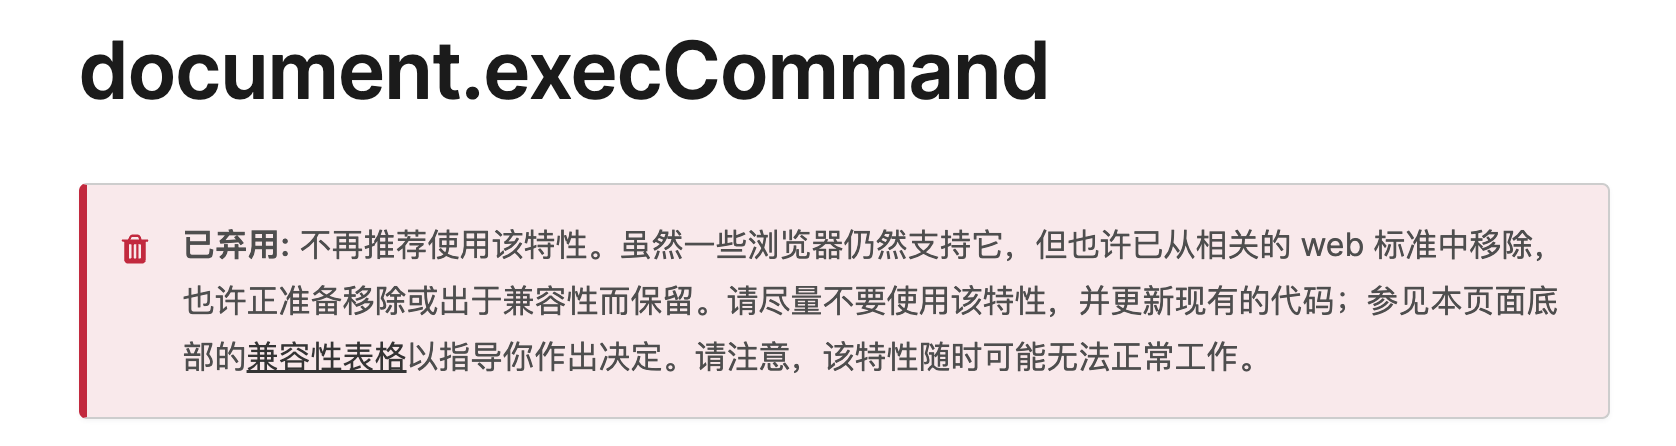 document.execCommand
已弃用: 不再推荐使用该特性。虽然一些浏览器仍然支持它，但也许已从相关的 web 标准中移除，
也许正准备移除或出于兼容性而保留。请尽量不要使用该特性，并更新现有的代码；参见本页面底
部的兼容性表格以指导你作出决定。请注意，该特性随时可能无法正常工作。